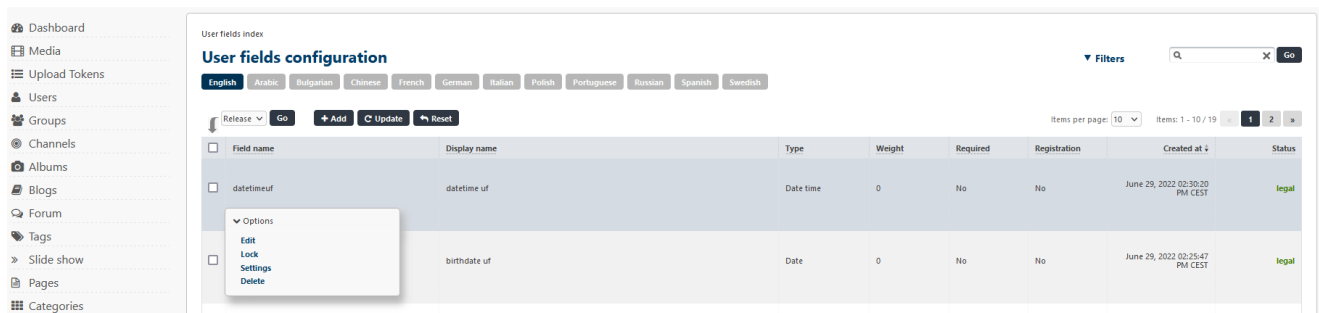 Dashboard
Media
Upload Tokens
Users
Groups
Channels
Albums
Blogs
Forum
Tags
Slide show
Pages
Categories
User fields index
User fields configuration
Filters
Go
English Arabic Bulgarian Chinese French German Italian Polish Portuguese Russian Spanish Swedish
Release Go + Add Update Reset
Items per page: 10 Items: 1 - 10 / 19 « 1 2 »
Field name Display name Type Weight Required Registration Created at Status
datetimeuf datetime uf Date time 0 No No June 29, 2022 02:30:20 PM CEST legal
Options
Edit
Lock
Settings
Delete
birthdate uf Date 0 No No June 29, 2022 02:25:47 PM CEST legal